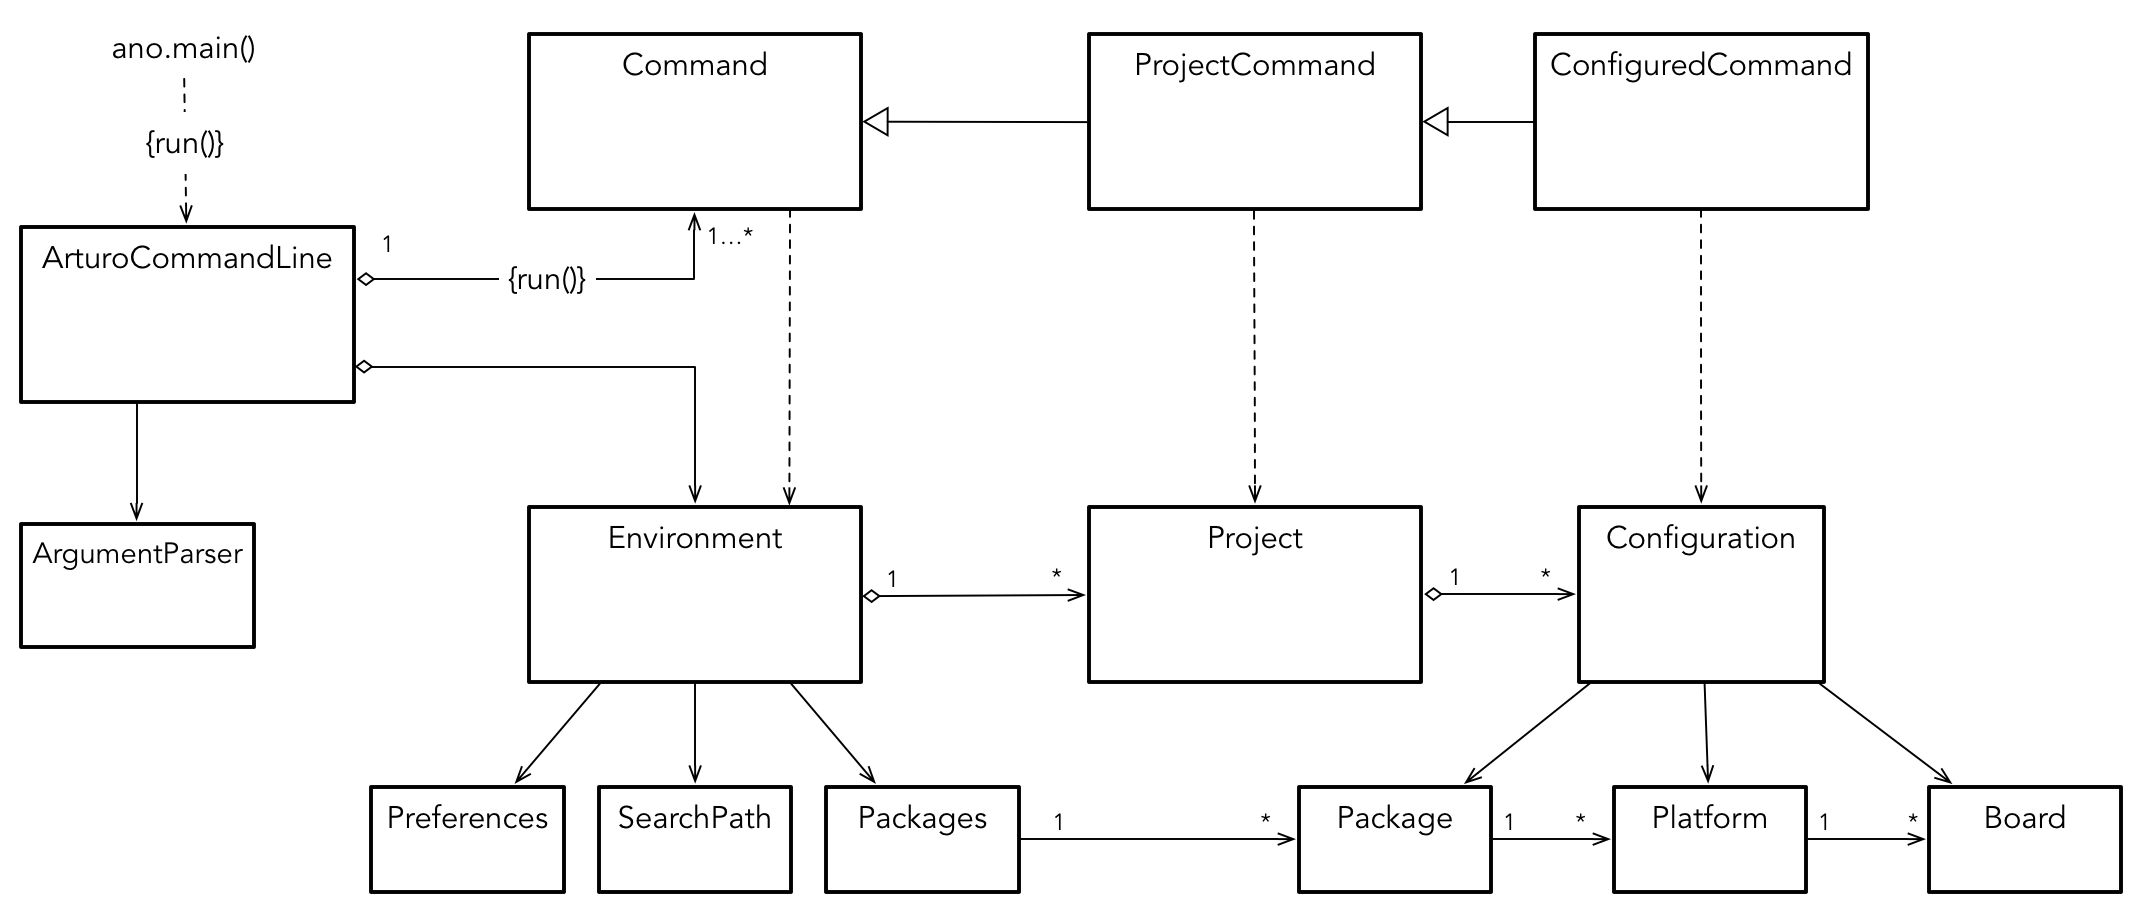 ano.main()
Command
ProjectCommand
ConfiguredCommand
{run()}
ArturoCommandLine
1
1...*
{run()}
ArgumentParser
Environment
Project
Configuration
1
*
1
*
Preferences
SearchPath
Packages
Package
Platform
Board
1
*
1
*
1
*